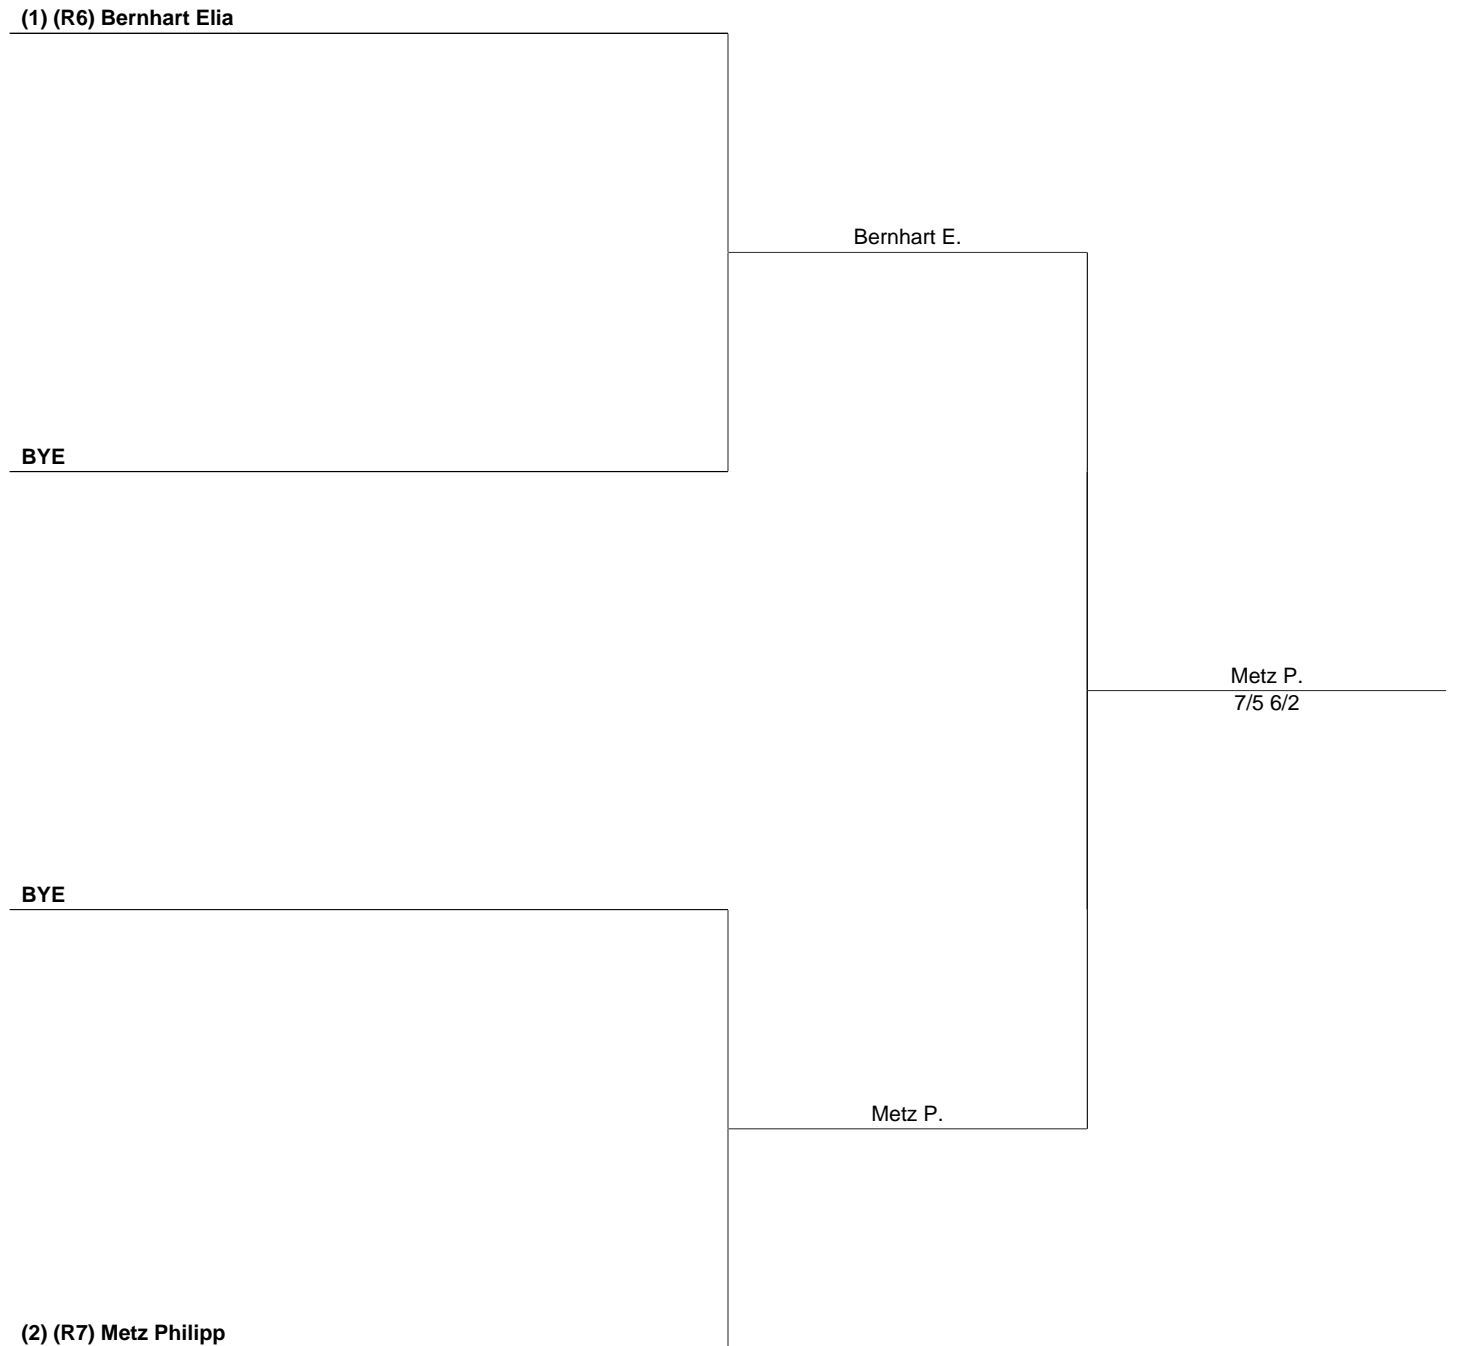 (1) (R6) Bernhart Elia
Bernhart E.
BYE
Metz P.
7/5 6/2
BYE
Metz P.
(2) (R7) Metz Philipp